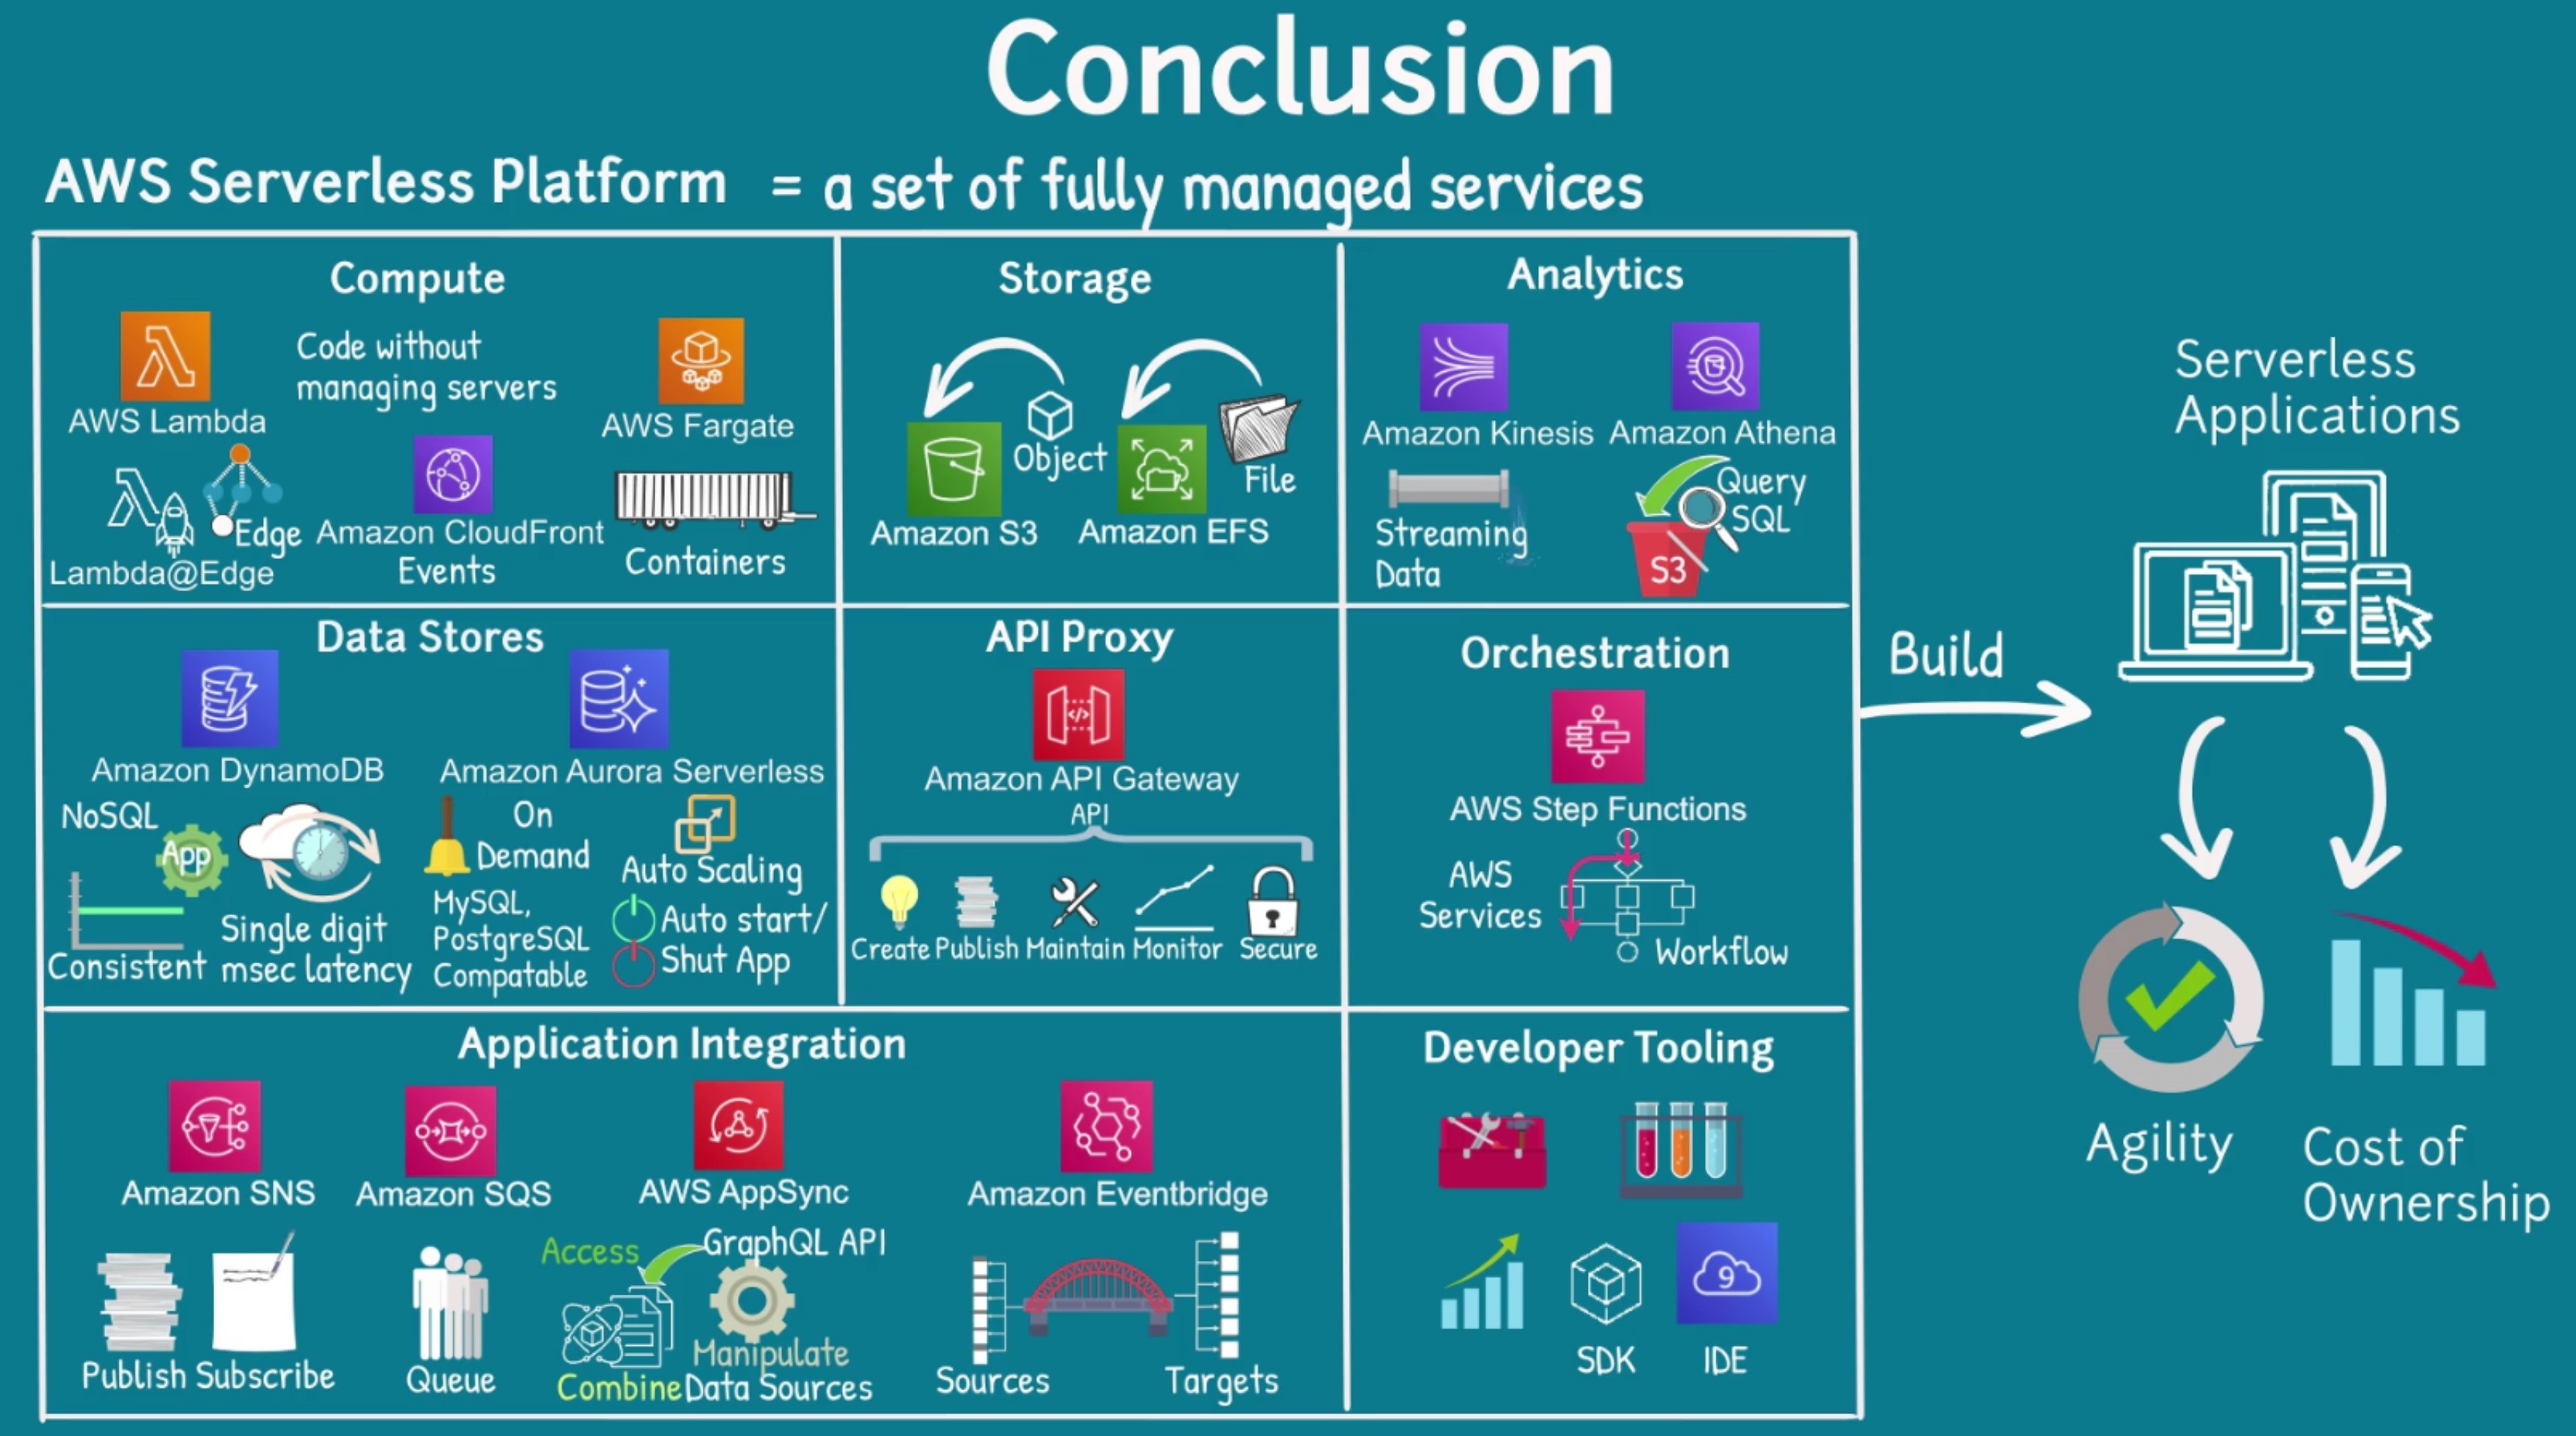 Conclusion
AWS Serverless Platform = a set of fully managed services
Compute
AWS Lambda
Code without
managing servers
AWS Fargate
Lambda@Edge
Edge
Amazon CloudFront
Events
Containers
Storage
Object
File
Amazon S3
Amazon EFS
Analytics
Amazon Kinesis
Amazon Athena
Streaming
Data
Query
SQL
S3
Data Stores
Amazon DynamoDB
NoSQL
App
Consistent
Single digit
msec latency
Amazon Aurora Serverless
On
Demand
MySQL,
PostgreSQL
Compatable
Auto Scaling
Auto start/
Shut App
API Proxy
</>
Amazon API Gateway
API
Create Publish Maintain Monitor Secure
Orchestration
AWS Step Functions
AWS
Services
Workflow
Application Integration
Amazon SNS
Publish Subscribe
Amazon SQS
Queue
AWS AppSync
Access
GraphQL API
Manipulate
Combine Data Sources
Amazon Eventbridge
Sources
Targets
Developer Tooling
SDK
9
IDE
Build
Serverless
Applications
Agility
Cost of
Ownership